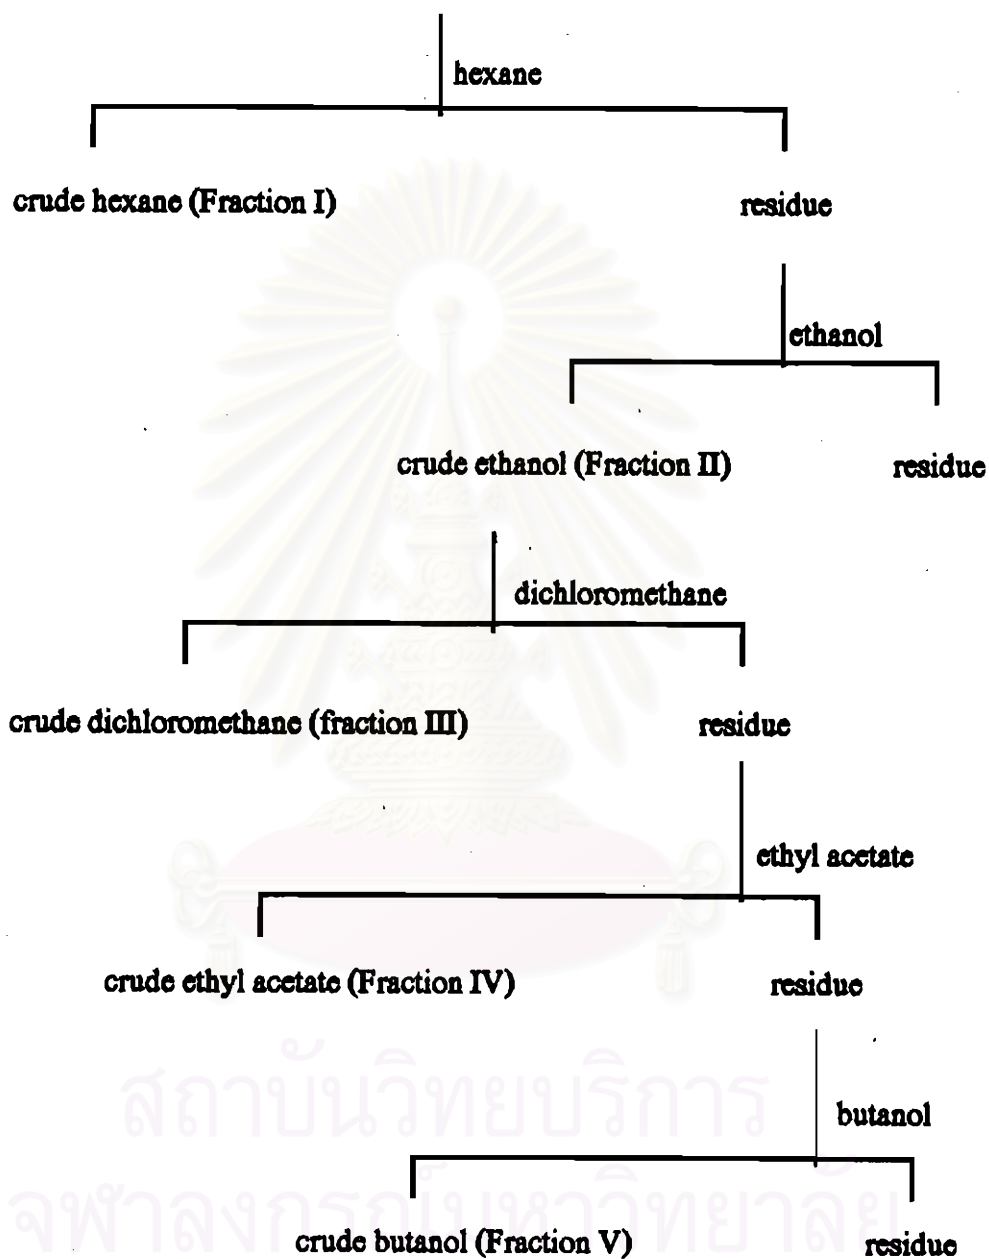 hexane
crude hexane (Fraction I)
residue
ethanol
crude ethanol (Fraction II)
residue
dichloromethane
crude dichloromethane (fraction III)
residue
ethyl acetate
crude ethyl acetate (Fraction IV)
residue
สถาบันวิทยบริการ
butanol
จุฬาลงกรณ์มหาวิทยาลัย
crude butanol (Fraction V)
residue